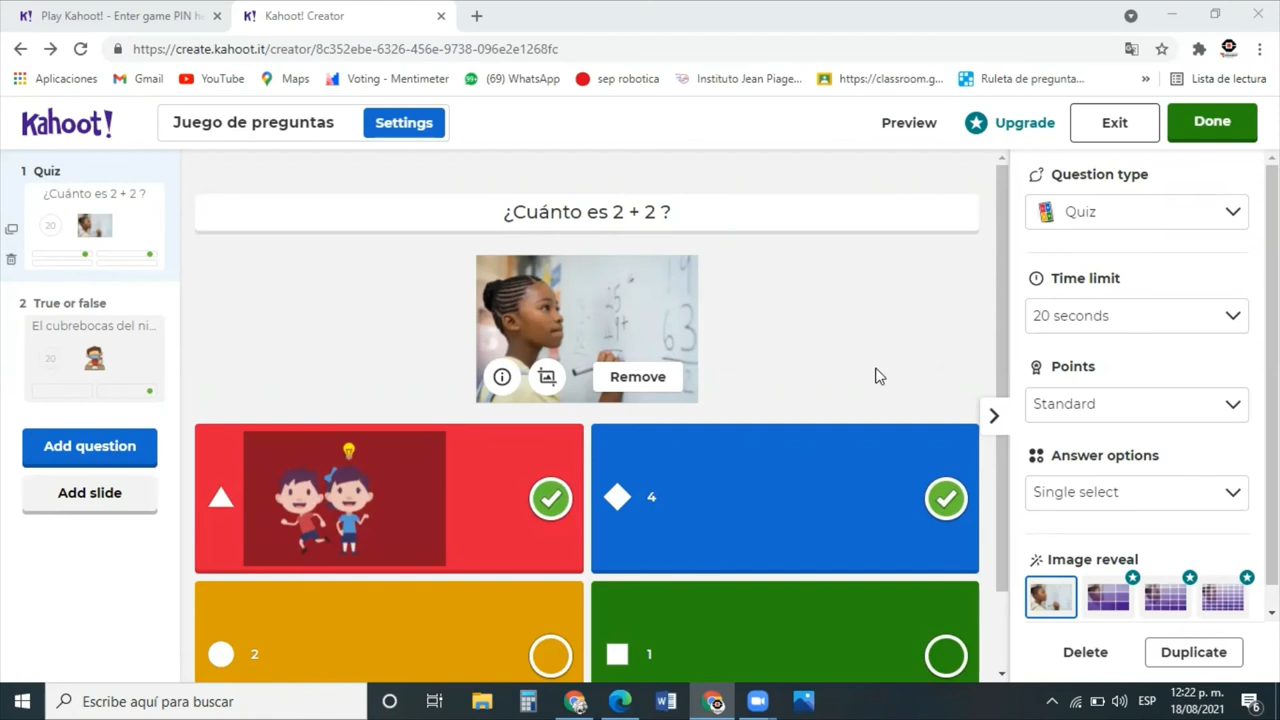 Play Kahoot! - Enter game PIN h
Kahoot! Creator
https://create.kahoot.it/creator/8c352ebe-6326-456e-9738-096e2e1268fc
Aplicaciones
Gmail
YouTube
Maps
Voting - Mentimeter
99+
(69) WhatsApp
sep robotica
Instituto Jean Piage...
https://classroom.g...
Ruleta de pregunta...
»
Lista de lectura
Kahoot!
Juego de preguntas
Settings
Preview
Upgrade
Exit
Done
1 Quiz
¿Cuánto es 2 + 2 ?
20
2 True or false
El cubrebocas del ni...
20
Add question
Add slide
¿Cuánto es 2 + 2 ?
63
Remove
4
2
1
Question type
Quiz
Time limit
20 seconds
Points
Standard
Answer options
Single select
Image reveal
Delete
Duplicate
Escribe aquí para buscar
ESP
12:22 p. m.
18/08/2021
6